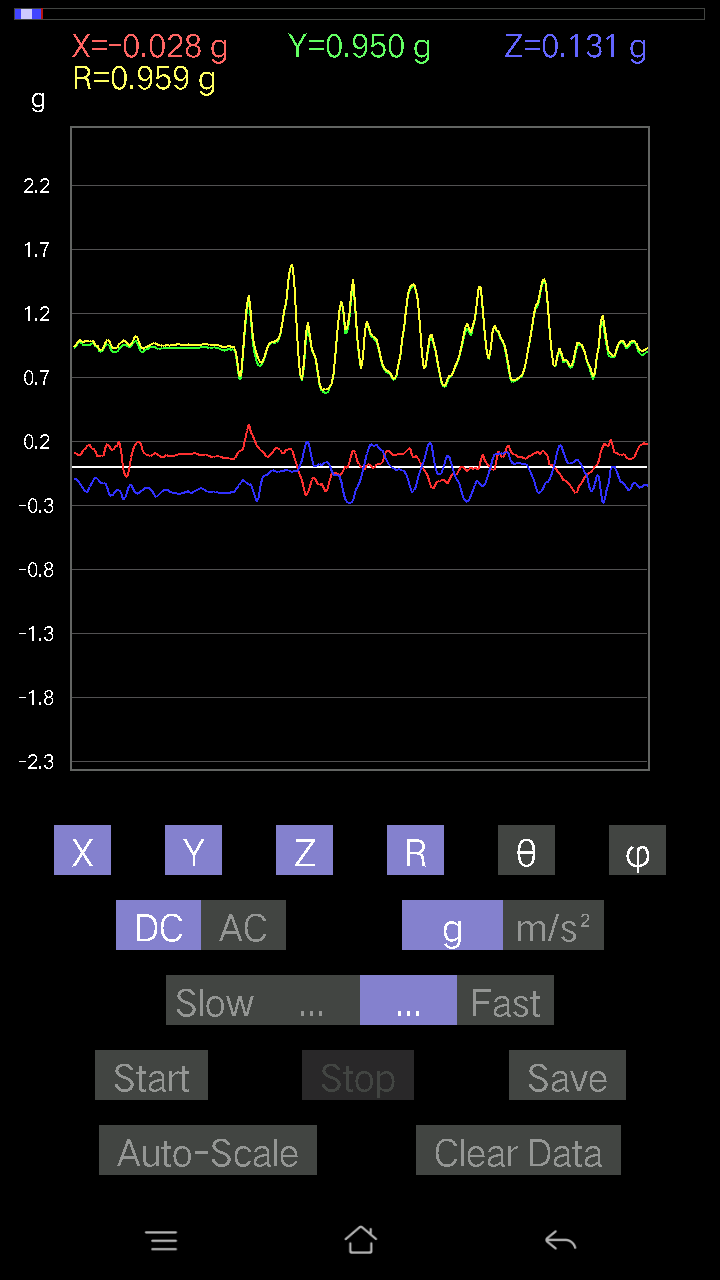 X=-0.028 g Y=0.950 g Z=0.131 g
R=0.959 g
g
2.2
1.7
1.2
0.7
0.2
-0.3
-0.8
-1.3
-1.8
-2.3
X Y Z R θ φ
DC AC g m/s²
Slow ... ... Fast
Start Stop Save
Auto-Scale Clear Data